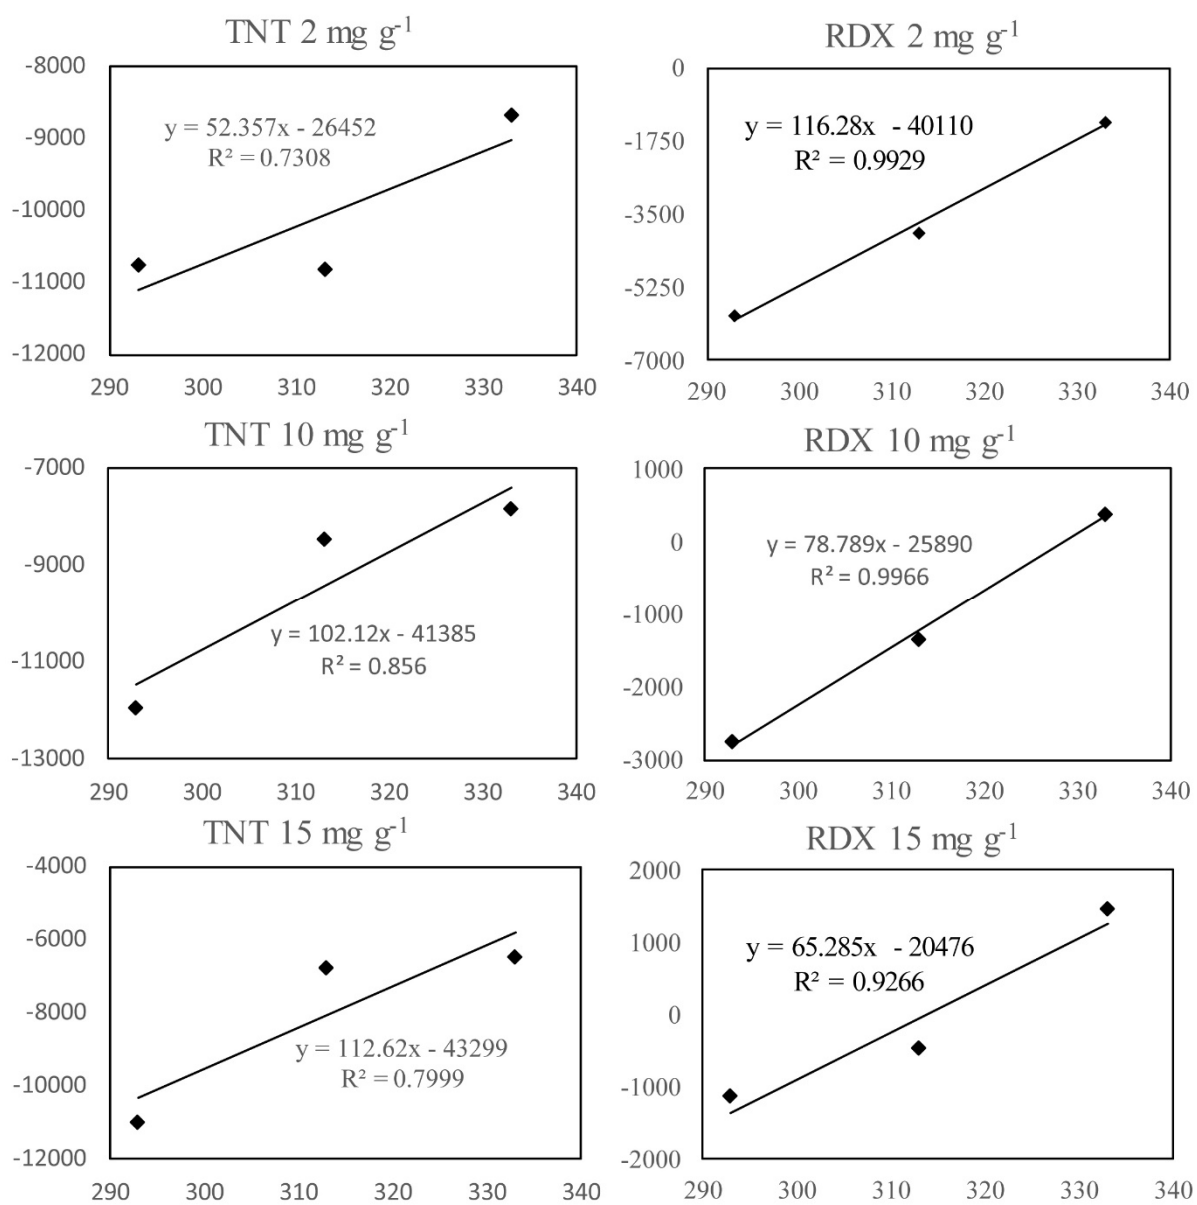 TNT 2 mg g⁻¹
-8000
-9000
-10000
-11000
-12000
y = 52.357x - 26452
R² = 0.7308
290 300 310 320 330 340
RDX 2 mg g⁻¹
0
-1750
-3500
-5250
-7000
y = 116.28x - 40110
R² = 0.9929
290 300 310 320 330 340
TNT 10 mg g⁻¹
-7000
-9000
-11000
-13000
y = 102.12x - 41385
R² = 0.856
290 300 310 320 330 340
RDX 10 mg g⁻¹
1000
0
-1000
-2000
-3000
y = 78.789x - 25890
R² = 0.9966
290 300 310 320 330 340
TNT 15 mg g⁻¹
-4000
-6000
-8000
-10000
-12000
y = 112.62x - 43299
R² = 0.7999
290 300 310 320 330 340
RDX 15 mg g⁻¹
2000
1000
0
-1000
-2000
y = 65.285x - 20476
R² = 0.9266
290 300 310 320 330 340